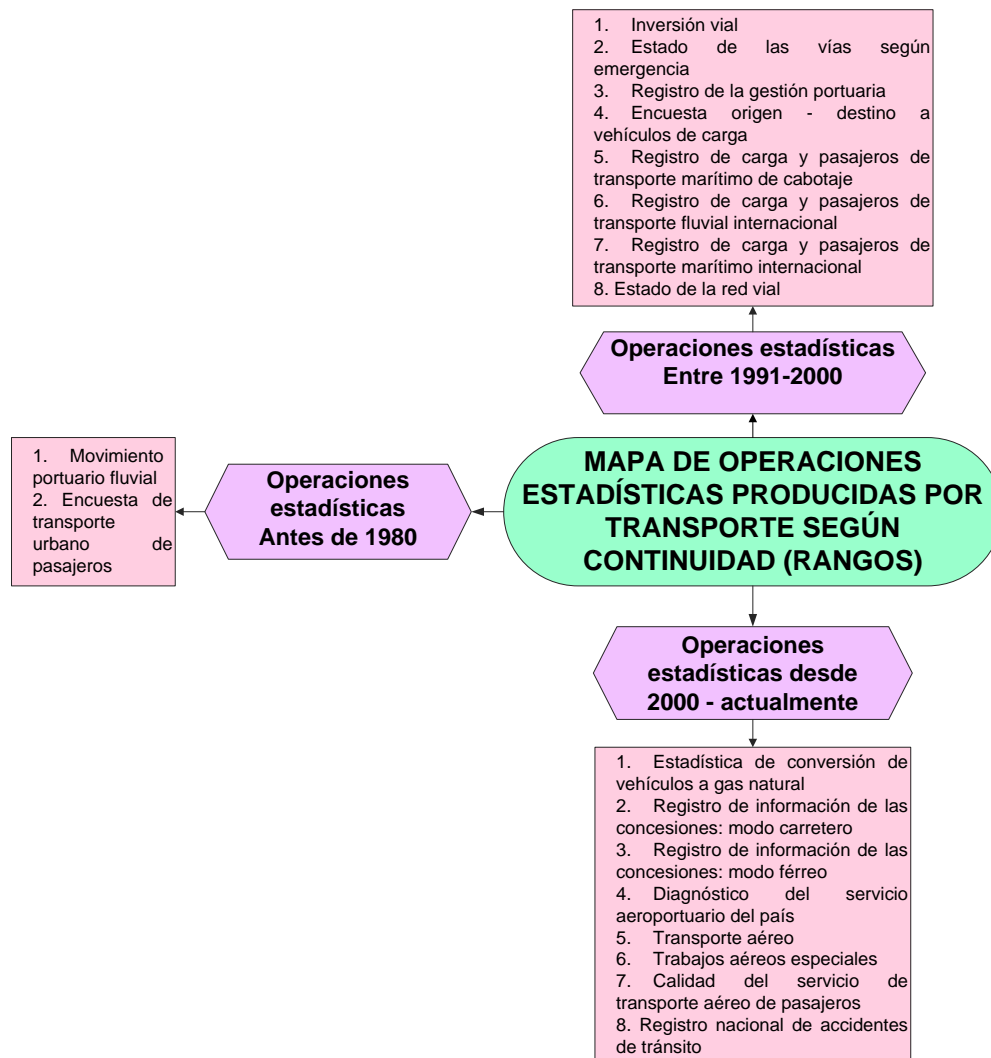 1. Inversión vial
2. Estado de las vías según
emergencia
3. Registro de la gestión portuaria
4. Encuesta origen - destino a
vehículos de carga
5. Registro de carga y pasajeros de
transporte marítimo de cabotaje
6. Registro de carga y pasajeros de
transporte fluvial internacional
7. Registro de carga y pasajeros de
transporte marítimo internacional
8. Estado de la red vial
Operaciones estadísticas
Entre 1991-2000
1. Movimiento
portuario fluvial
2. Encuesta de
transporte
urbano de
pasajeros
Operaciones
estadísticas
Antes de 1980
MAPA DE OPERACIONES
ESTADÍSTICAS PRODUCIDAS POR
TRANSPORTE SEGÚN
CONTINUIDAD (RANGOS)
Operaciones
estadísticas desde
2000 - actualmente
1. Estadística de conversión de
vehículos a gas natural
2. Registro de información de las
concesiones: modo carretero
3. Registro de información de las
concesiones: modo férreo
4. Diagnóstico del servicio
aeroportuario del país
5. Transporte aéreo
6. Trabajos aéreos especiales
7. Calidad del servicio de
transporte aéreo de pasajeros
8. Registro nacional de accidentes
de tránsito